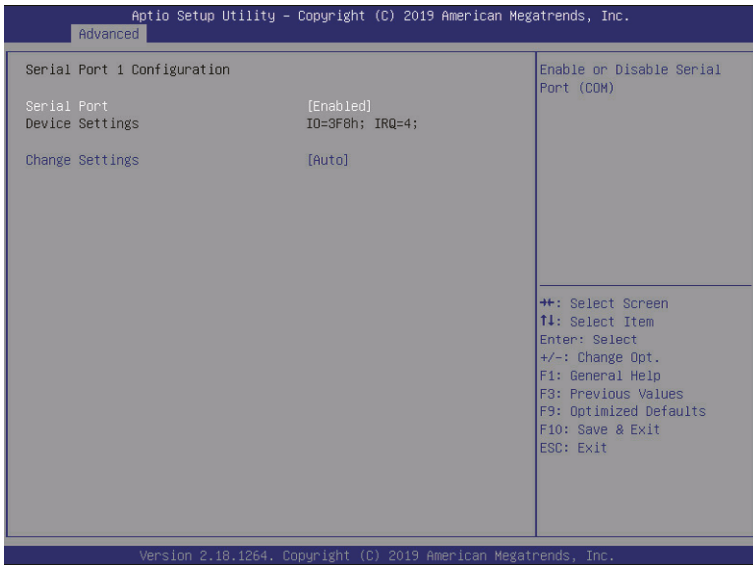 Aptio Setup Utility – Copyright (C) 2019 American Megatrends, Inc.
Advanced
Serial Port 1 Configuration
Serial Port [Enabled]
Device Settings IO=3F8h; IRQ=4;
Change Settings [Auto]
Enable or Disable Serial
Port (COM)
→←: Select Screen
↑↓: Select Item
Enter: Select
+/-: Change Opt.
F1: General Help
F3: Previous Values
F9: Optimized Defaults
F10: Save & Exit
ESC: Exit
Version 2.18.1264. Copyright (C) 2019 American Megatrends, Inc.